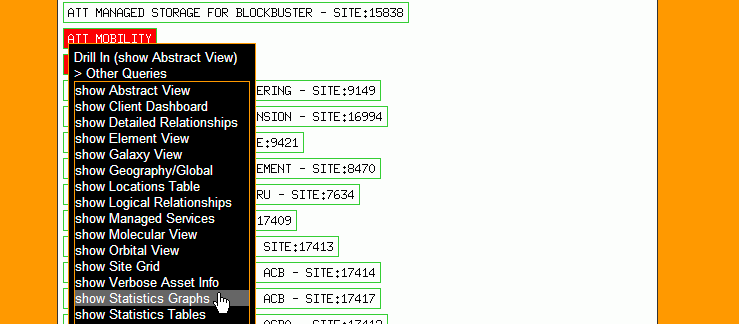 ATT MANAGED STORAGE FOR BLOCKBUSTER - SITE:15838
ATT MOBILITY
Drill In (show Abstract View)
> Other Queries
show Abstract View
ERING - SITE:9149
show Client Dashboard
show Detailed Relationships
NSION - SITE:16994
show Element View
E:9421
show Galaxy View
show Geography/Global
EMENT - SITE:8470
show Locations Table
RU - SITE:7634
show Logical Relationships
show Managed Services
17409
show Molecular View
show Orbital View
SITE:17413
show Site Grid
ACB - SITE:17414
show Verbose Asset Info
show Statistics Graphs
ACB - SITE:17417
show Statistics Tables